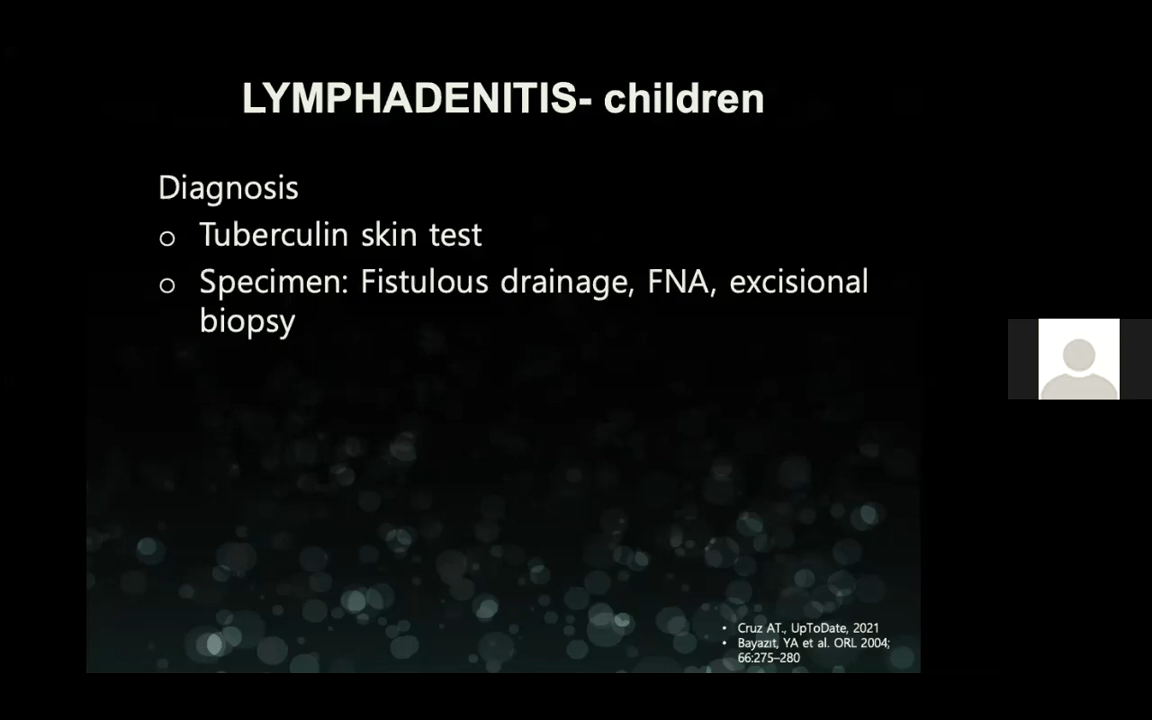 LYMPHADENITIS- children
Diagnosis
o Tuberculin skin test
o Specimen: Fistulous drainage, FNA, excisional
biopsy
• Cruz AT., UpToDate, 2021
• Bayazıt, YA et al. ORL 2004;
66:275–280